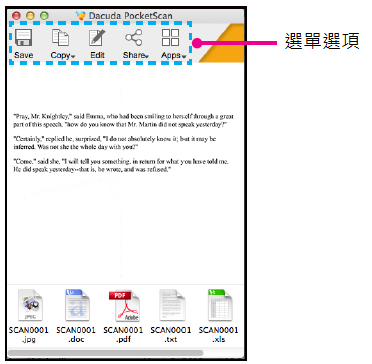 Dacuda PocketScan
Save Copy Edit Share Apps
選單選項
"Pray, Mr. Knightley," said Emma, who had been smiling to herself through a great
part of this speech, "how do you know that Mr. Martin did not speak yesterday?"
"Certainly," replied he, surprised, "I do not absolutely know it; but it may be
inferred. Was not she the whole day with you?"
"Come," said she, "I will tell you something, in return for what you have told me.
He did speak yesterday--that is, he wrote, and was refused."
JPEG W PDF TXT X
Adobe
SCAN0001 SCAN0001 SCAN0001 SCAN0001 SCAN0001
.jpg .doc .pdf .txt .xls